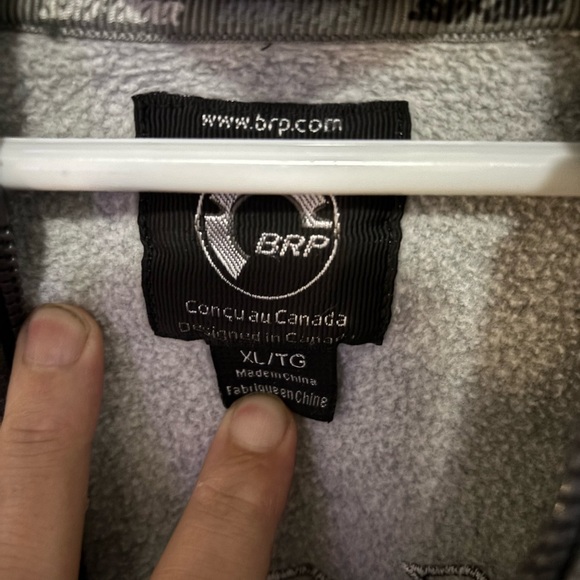 www.brp.com
BRP
Conçu au Canada
Designed in Canada
XL/TG
Made in China
Fabriqué en Chine